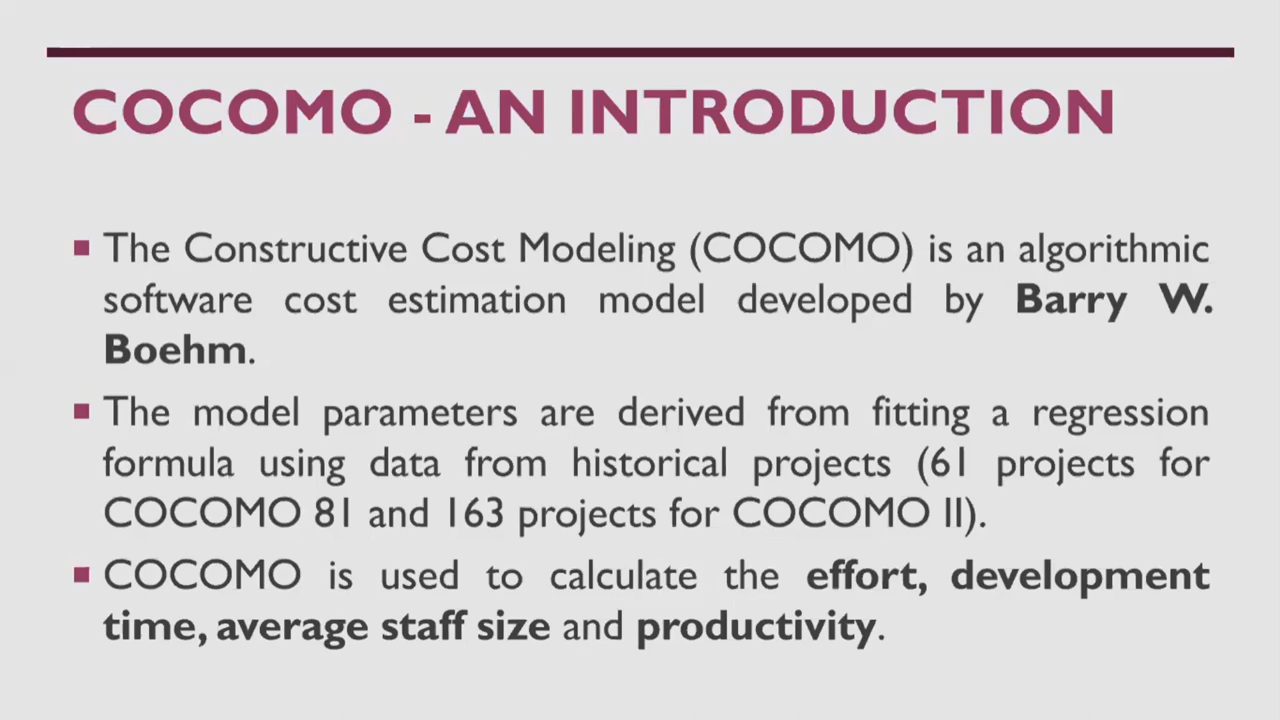 COCOMO - AN INTRODUCTION
▪ The Constructive Cost Modeling (COCOMO) is an algorithmic
software cost estimation model developed by Barry W.
Boehm.
▪ The model parameters are derived from fitting a regression
formula using data from historical projects (61 projects for
COCOMO 81 and 163 projects for COCOMO II).
▪ COCOMO is used to calculate the effort, development
time, average staff size and productivity.